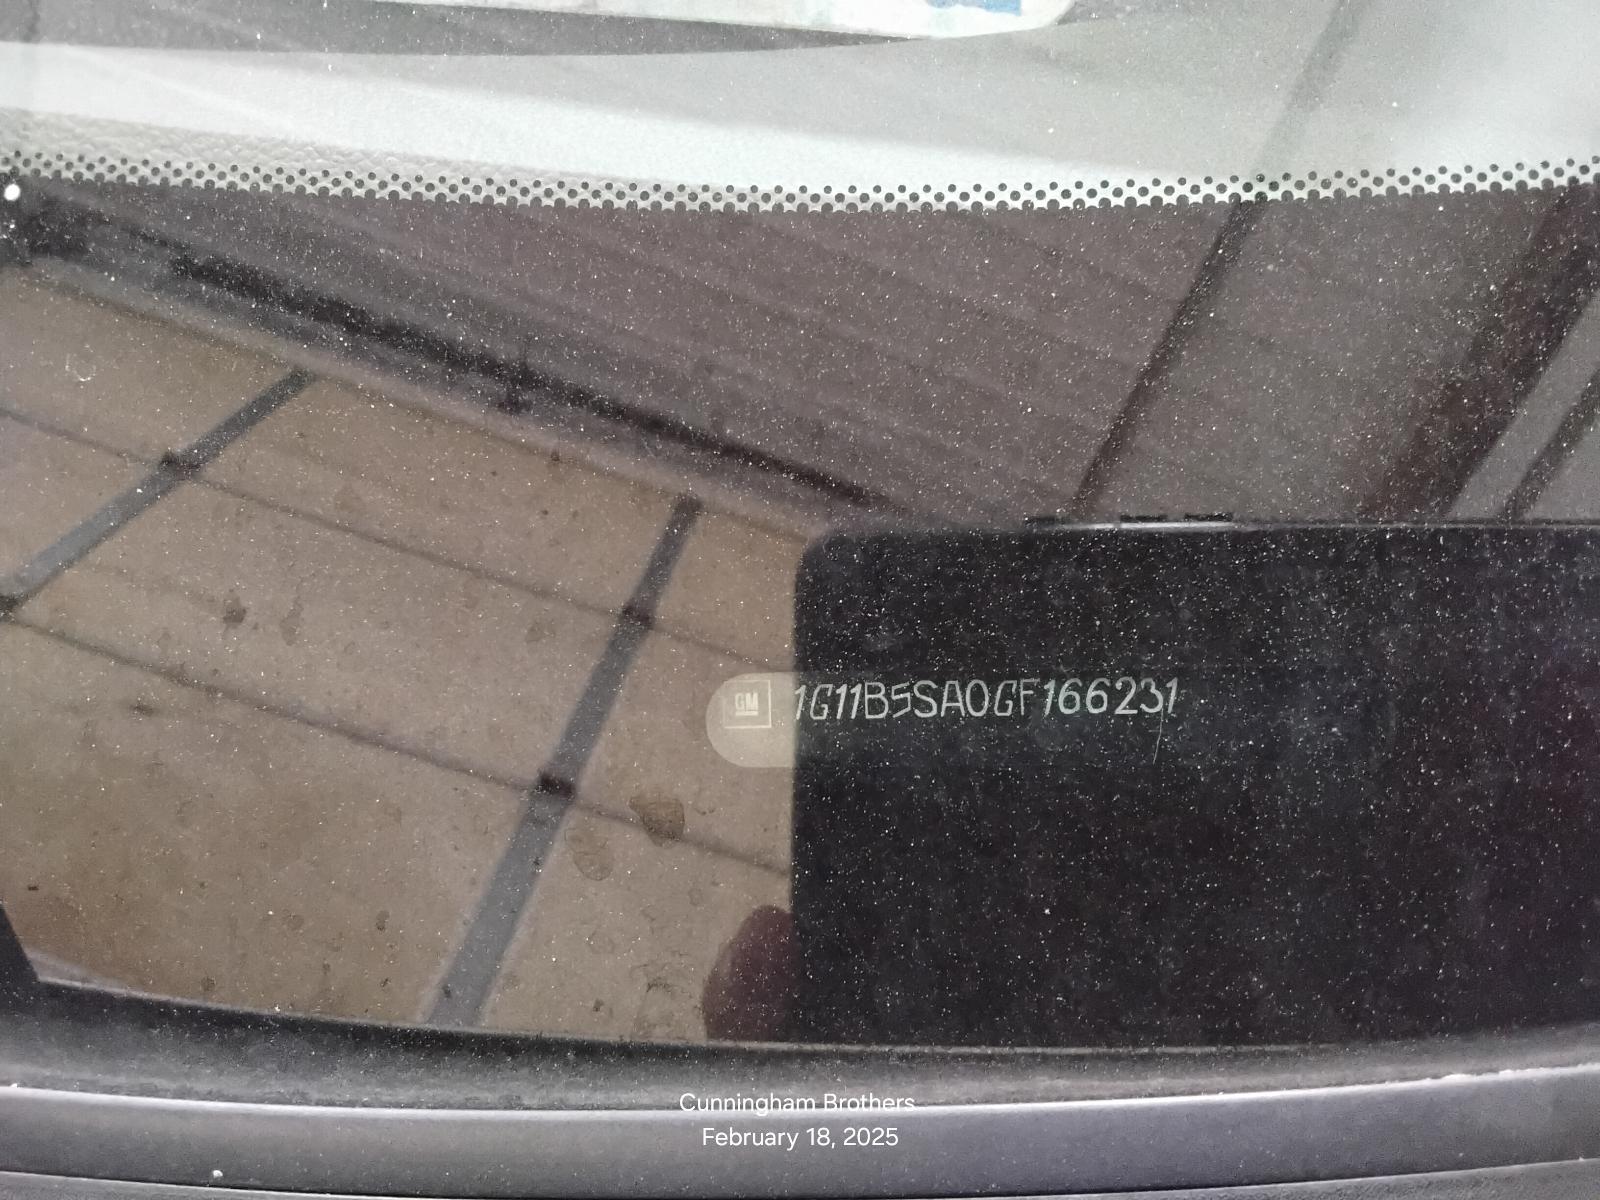 GM 1G11B5SA0GF166231
Cunningham Brothers
February 18, 2025